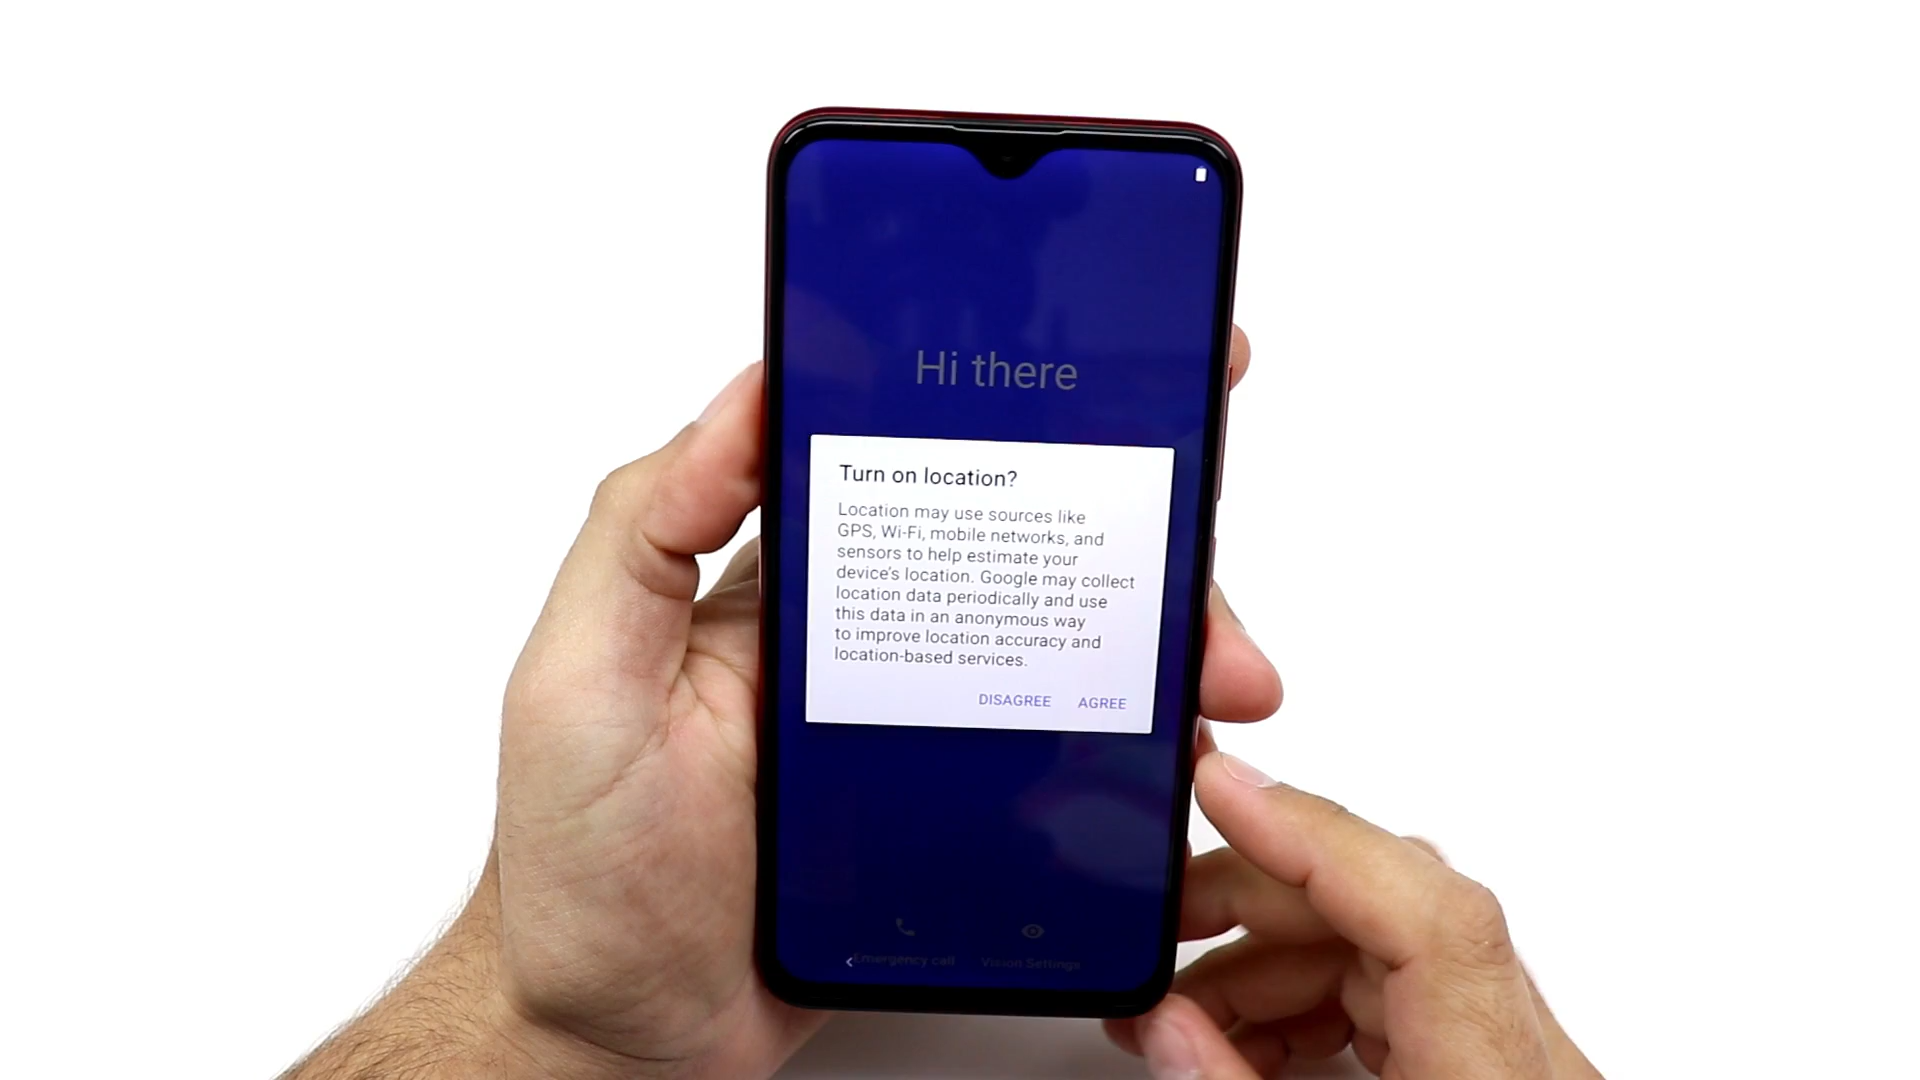 Hi there
Turn on location?
Location may use sources like
GPS, Wi-Fi, mobile networks, and
sensors to help estimate your
device's location. Google may collect
location data periodically and use
this data in an anonymous way
to improve location accuracy and
location-based services.
DISAGREE AGREE
Emergency call Vision Settings